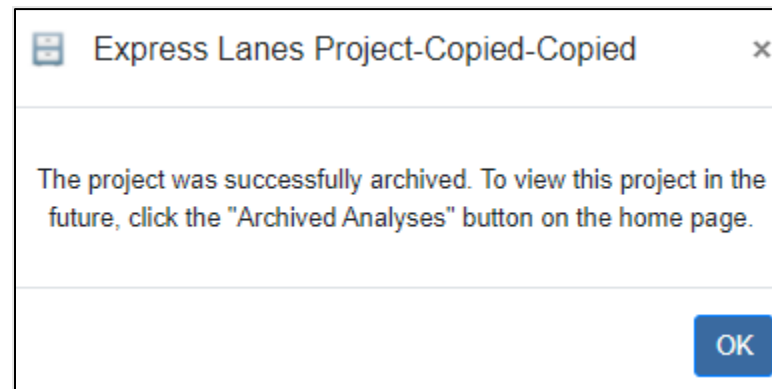 Express Lanes Project-Copied-Copied ×
The project was successfully archived. To view this project in the
future, click the "Archived Analyses" button on the home page.
OK